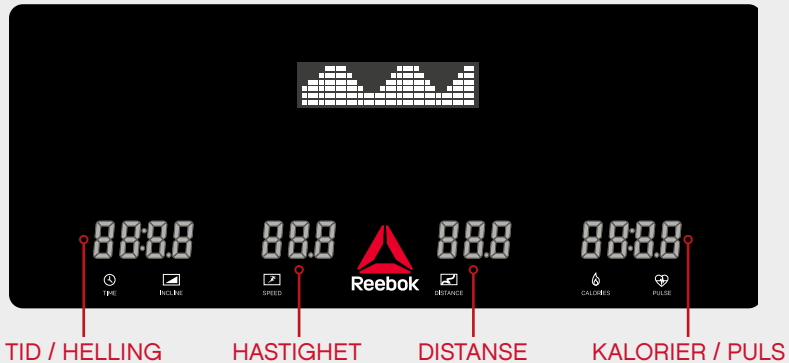 88:8.8 88.8 88.8 88:8.8
TIME INCLINE SPEED Reebok DISTANCE CALORIES PULSE
TID / HELLING HASTIGHET DISTANSE KALORIER / PULS